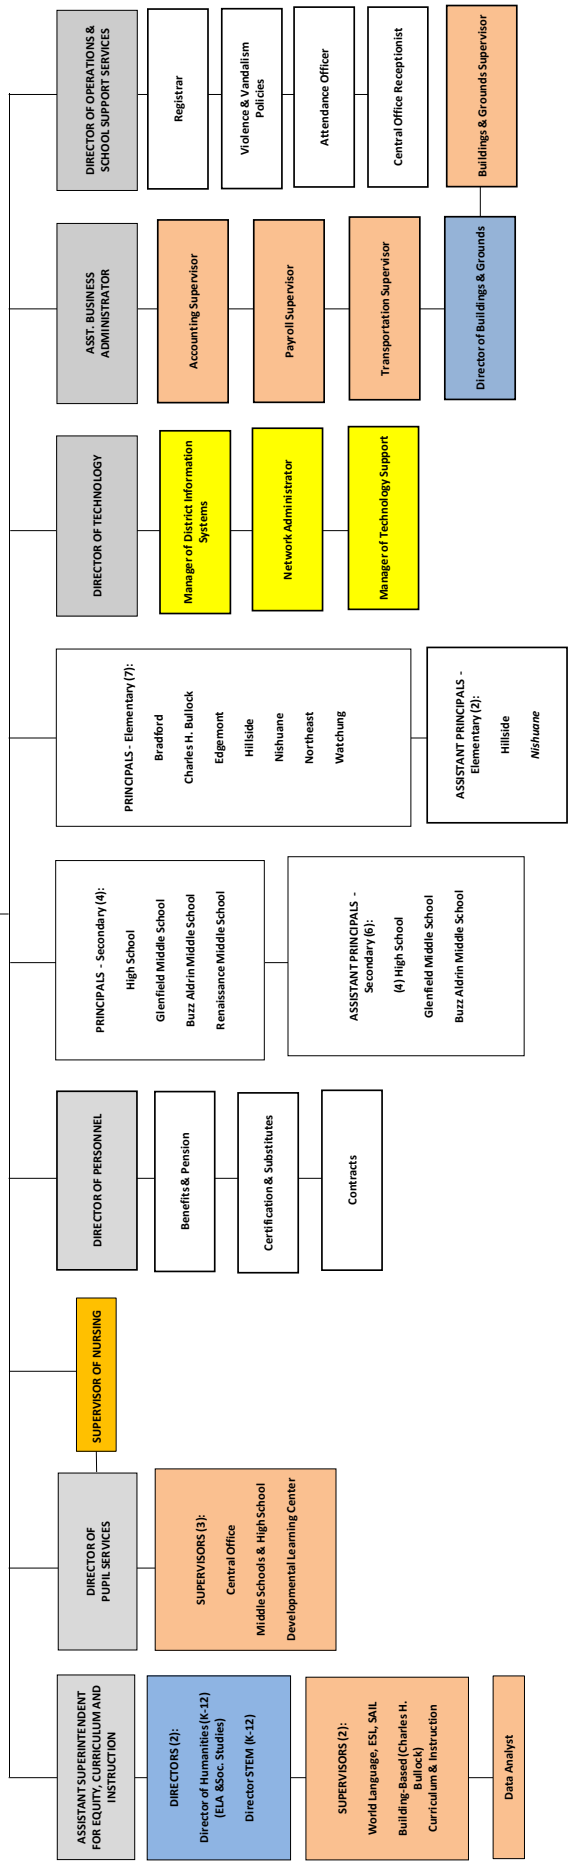 ASSISTANT SUPERINTENDENT
FOR EQUITY, CURRICULUM AND
INSTRUCTION
DIRECTORS (2):
Director of Humanities (K-12)
(ELA &Soc. Studies)
Director STEM (K-12)
SUPERVISORS (2):
World Language, ESL, SAIL
Building-Based (Charles H.
Bullock)
Curriculum & Instruction
Data Analyst
DIRECTOR OF
PUPIL SERVICES
SUPERVISORS (3):
Central Office
Middle Schools & High School
Developmental Learning Center
SUPERVISOR OF NURSING
DIRECTOR OF PERSONNEL
Benefits & Pension
Certification & Substitutes
Contracts
PRINCIPALS - Secondary (4):
High School
Glenfield Middle School
Buzz Aldrin Middle School
Renaissance Middle School
ASSISTANT PRINCIPALS -
Secondary (6):
(4) High School
Glenfield Middle School
Buzz Aldrin Middle School
PRINCIPALS - Elementary (7):
Bradford
Charles H. Bullock
Edgemont
Hillside
Nishuane
Northeast
Watchung
ASSISTANT PRINCIPALS -
Elementary (2):
Hillside
Nishuane
DIRECTOR OF TECHNOLOGY
Manager of District Information
Systems
Network Administrator
Manager of Technology Support
ASST. BUSINESS
ADMINISTRATOR
Accounting Supervisor
Payroll Supervisor
Transportation Supervisor
Director of Buildings & Grounds
DIRECTOR OF OPERATIONS &
SCHOOL SUPPORT SERVICES
Registrar
Violence & Vandalism
Policies
Attendance Officer
Central Office Receptionist
Buildings & Grounds Supervisor